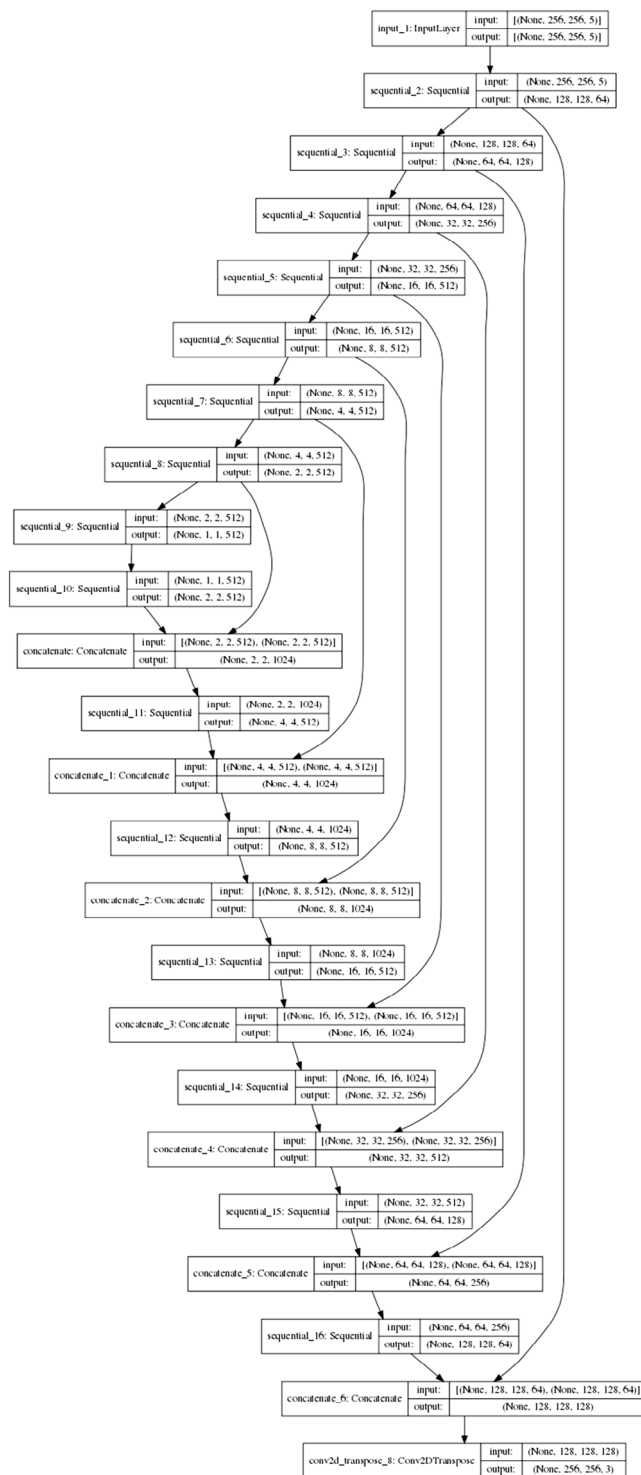 input_1: InputLayer
input: [(None, 256, 256, 5)]
output: [(None, 256, 256, 5)]
sequential_2: Sequential
input: (None, 256, 256, 5)
output: (None, 128, 128, 64)
sequential_3: Sequential
input: (None, 128, 128, 64)
output: (None, 64, 64, 128)
sequential_4: Sequential
input: (None, 64, 64, 128)
output: (None, 32, 32, 256)
sequential_5: Sequential
input: (None, 32, 32, 256)
output: (None, 16, 16, 512)
sequential_6: Sequential
input: (None, 16, 16, 512)
output: (None, 8, 8, 512)
sequential_7: Sequential
input: (None, 8, 8, 512)
output: (None, 4, 4, 512)
sequential_8: Sequential
input: (None, 4, 4, 512)
output: (None, 2, 2, 512)
sequential_9: Sequential
input: (None, 2, 2, 512)
output: (None, 1, 1, 512)
sequential_10: Sequential
input: (None, 1, 1, 512)
output: (None, 2, 2, 512)
concatenate: Concatenate
input: [(None, 2, 2, 512), (None, 2, 2, 512)]
output: (None, 2, 2, 1024)
sequential_11: Sequential
input: (None, 2, 2, 1024)
output: (None, 4, 4, 512)
concatenate_1: Concatenate
input: [(None, 4, 4, 512), (None, 4, 4, 512)]
output: (None, 4, 4, 1024)
sequential_12: Sequential
input: (None, 4, 4, 1024)
output: (None, 8, 8, 512)
concatenate_2: Concatenate
input: [(None, 8, 8, 512), (None, 8, 8, 512)]
output: (None, 8, 8, 1024)
sequential_13: Sequential
input: (None, 8, 8, 1024)
output: (None, 16, 16, 512)
concatenate_3: Concatenate
input: [(None, 16, 16, 512), (None, 16, 16, 512)]
output: (None, 16, 16, 1024)
sequential_14: Sequential
input: (None, 16, 16, 1024)
output: (None, 32, 32, 256)
concatenate_4: Concatenate
input: [(None, 32, 32, 256), (None, 32, 32, 256)]
output: (None, 32, 32, 512)
sequential_15: Sequential
input: (None, 32, 32, 512)
output: (None, 64, 64, 128)
concatenate_5: Concatenate
input: [(None, 64, 64, 128), (None, 64, 64, 128)]
output: (None, 64, 64, 256)
sequential_16: Sequential
input: (None, 64, 64, 256)
output: (None, 128, 128, 64)
concatenate_6: Concatenate
input: [(None, 128, 128, 64), (None, 128, 128, 64)]
output: (None, 128, 128, 128)
conv2d_transpose_8: Conv2DTranspose
input: (None, 128, 128, 128)
output: (None, 256, 256, 3)